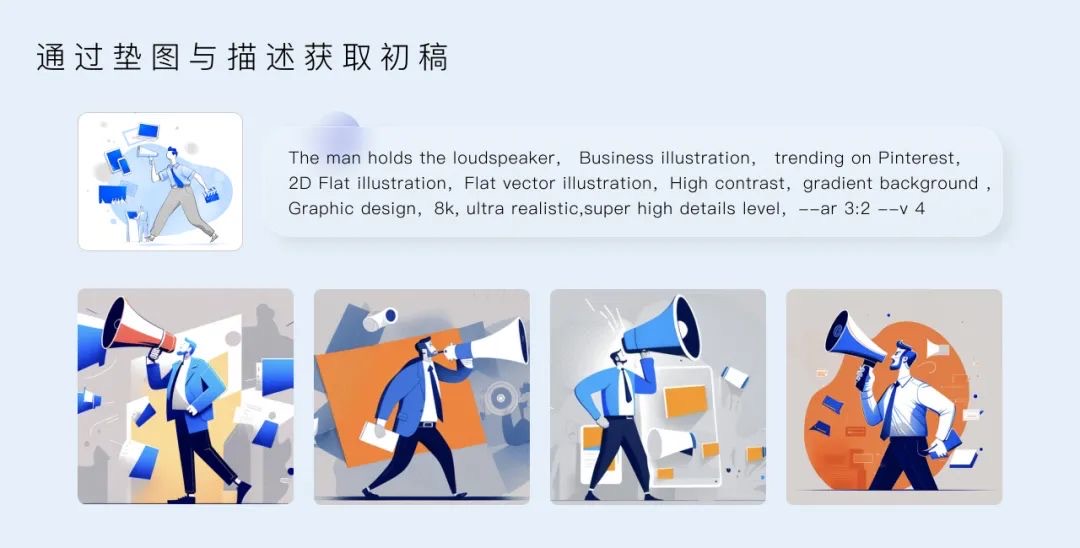 通过垫图与描述获取初稿
The man holds the loudspeaker， Business illustration， trending on Pinterest，
2D Flat illustration，Flat vector illustration，High contrast，gradient background ，
Graphic design，8k, ultra realistic,super high details level，--ar 3:2 --v 4